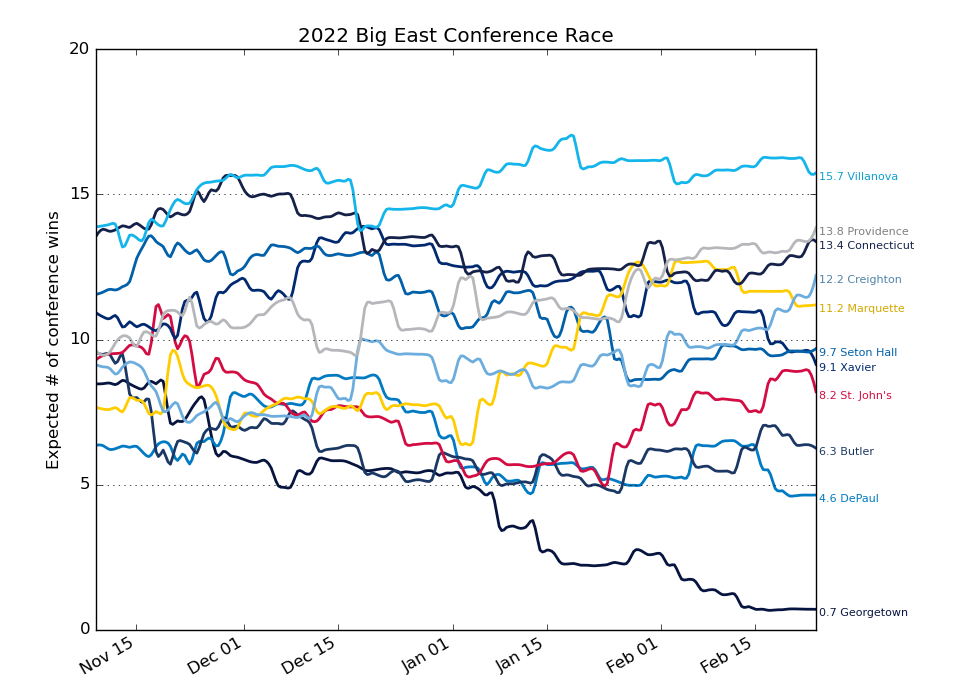 2022 Big East Conference Race
Expected # of conference wins
20
15
10
5
0
Nov 15
Dec 01
Dec 15
Jan 01
Jan 15
Feb 01
Feb 15
15.7 Villanova
13.8 Providence
13.4 Connecticut
12.2 Creighton
11.2 Marquette
9.7 Seton Hall
9.1 Xavier
8.2 St. John's
6.3 Butler
4.6 DePaul
0.7 Georgetown